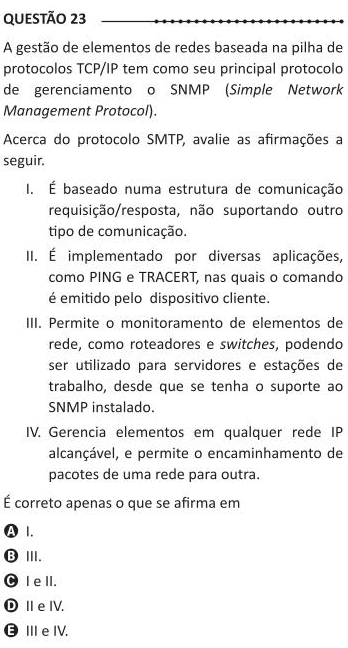 QUESTÃO 23
A gestão de elementos de redes baseada na pilha de
protocolos TCP/IP tem como seu principal protocolo
de gerenciamento o SNMP (Simple Network
Management Protocol).
Acerca do protocolo SMTP, avalie as afirmações a
seguir.
I. É baseado numa estrutura de comunicação
requisição/resposta, não suportando outro
tipo de comunicação.
II. É implementado por diversas aplicações,
como PING e TRACERT, nas quais o comando
é emitido pelo dispositivo cliente.
III. Permite o monitoramento de elementos de
rede, como roteadores e switches, podendo
ser utilizado para servidores e estações de
trabalho, desde que se tenha o suporte ao
SNMP instalado.
IV. Gerencia elementos em qualquer rede IP
alcançável, e permite o encaminhamento de
pacotes de uma rede para outra.
É correto apenas o que se afirma em
A I.
B III.
C I e II.
D II e IV.
E III e IV.